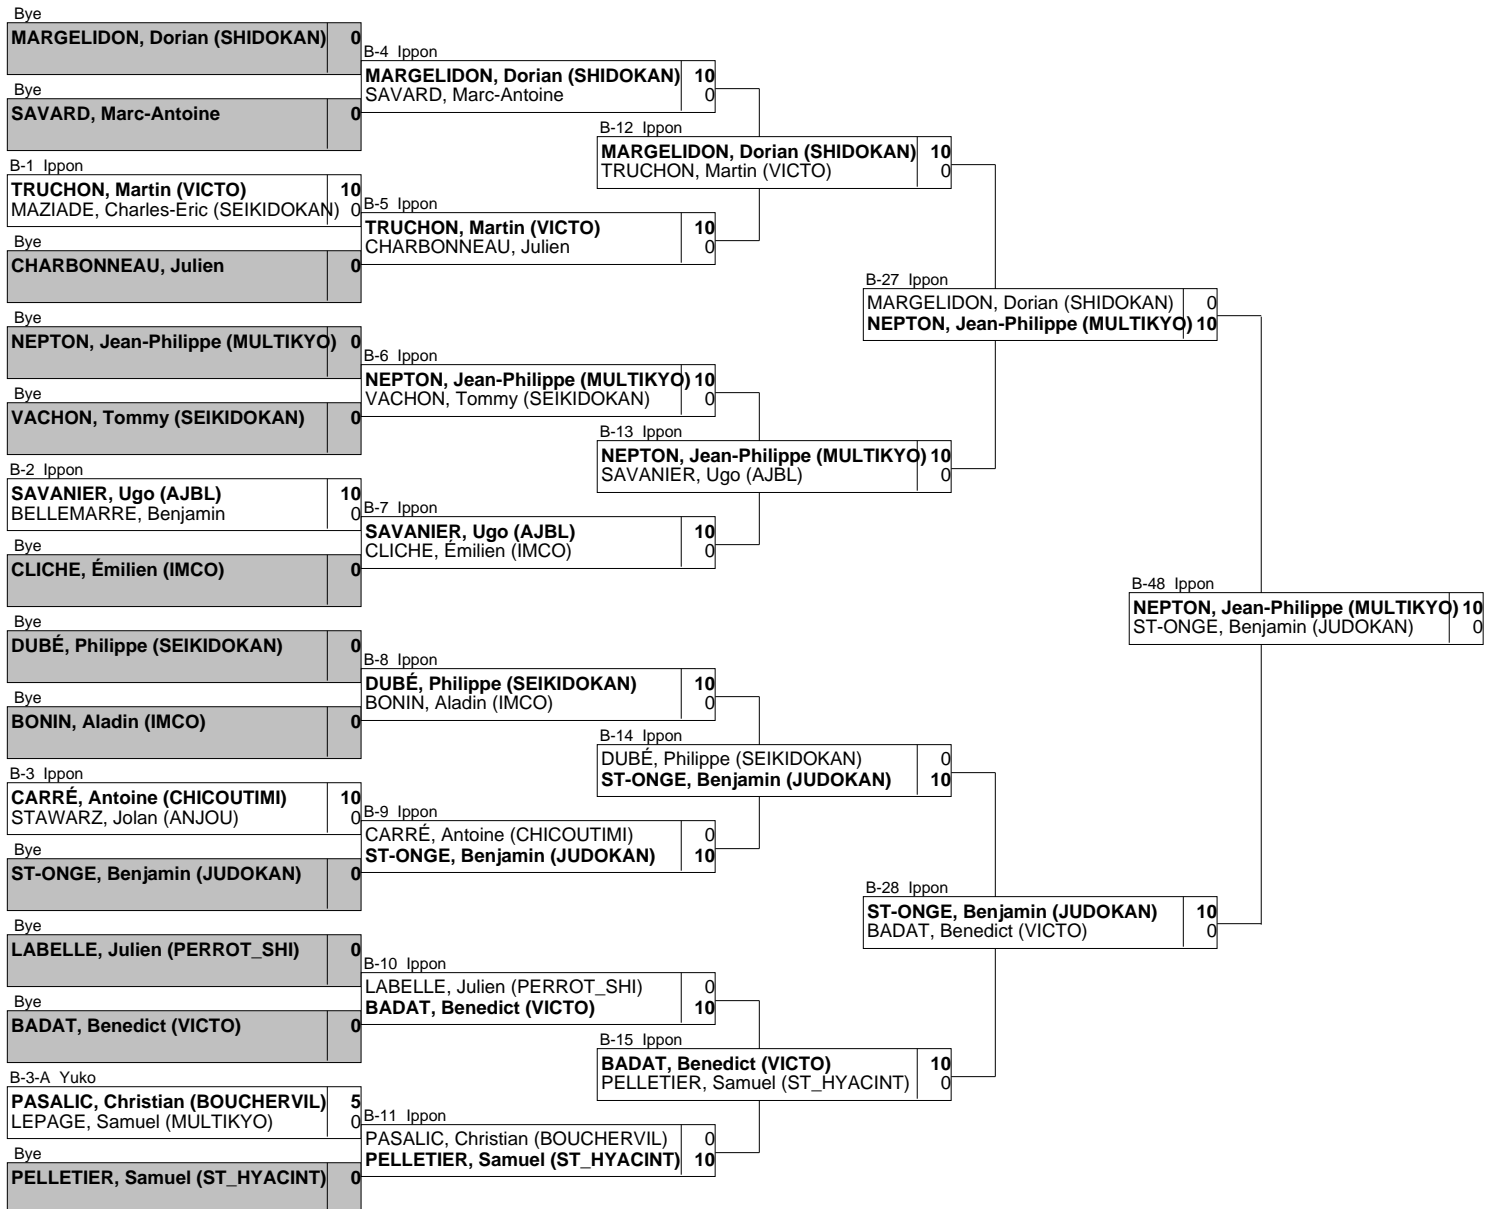 Bye
MARGELIDON, Dorian (SHIDOKAN) 0
Bye
SAVARD, Marc-Antoine 0
B-1 Ippon
TRUCHON, Martin (VICTO) 10
MAZIADE, Charles-Eric (SEIKIDOKAN) 0
Bye
CHARBONNEAU, Julien 0
Bye
NEPTON, Jean-Philippe (MULTIKYO) 0
Bye
VACHON, Tommy (SEIKIDOKAN) 0
B-2 Ippon
SAVANIER, Ugo (AJBL) 10
BELLEMARRE, Benjamin 0
Bye
CLICHE, Émilien (IMCO) 0
Bye
DUBÉ, Philippe (SEIKIDOKAN) 0
Bye
BONIN, Aladin (IMCO) 0
B-3 Ippon
CARRÉ, Antoine (CHICOUTIMI) 10
STAWARZ, Jolan (ANJOU) 0
Bye
ST-ONGE, Benjamin (JUDOKAN) 0
Bye
LABELLE, Julien (PERROT_SHI) 0
Bye
BADAT, Benedict (VICTO) 0
B-3-A Yuko
PASALIC, Christian (BOUCHERVIL) 5
LEPAGE, Samuel (MULTIKYO) 0
Bye
PELLETIER, Samuel (ST_HYACINT) 0
B-4 Ippon
MARGELIDON, Dorian (SHIDOKAN) 10
SAVARD, Marc-Antoine 0
B-5 Ippon
TRUCHON, Martin (VICTO) 10
CHARBONNEAU, Julien 0
B-6 Ippon
NEPTON, Jean-Philippe (MULTIKYO) 10
VACHON, Tommy (SEIKIDOKAN) 0
B-7 Ippon
SAVANIER, Ugo (AJBL) 10
CLICHE, Émilien (IMCO) 0
B-8 Ippon
DUBÉ, Philippe (SEIKIDOKAN) 10
BONIN, Aladin (IMCO) 0
B-9 Ippon
CARRÉ, Antoine (CHICOUTIMI) 0
ST-ONGE, Benjamin (JUDOKAN) 10
B-10 Ippon
LABELLE, Julien (PERROT_SHI) 0
BADAT, Benedict (VICTO) 10
B-11 Ippon
PASALIC, Christian (BOUCHERVIL) 0
PELLETIER, Samuel (ST_HYACINT) 10
B-12 Ippon
MARGELIDON, Dorian (SHIDOKAN) 10
TRUCHON, Martin (VICTO) 0
B-13 Ippon
NEPTON, Jean-Philippe (MULTIKYO) 10
SAVANIER, Ugo (AJBL) 0
B-14 Ippon
DUBÉ, Philippe (SEIKIDOKAN) 0
ST-ONGE, Benjamin (JUDOKAN) 10
B-15 Ippon
BADAT, Benedict (VICTO) 10
PELLETIER, Samuel (ST_HYACINT) 0
B-27 Ippon
MARGELIDON, Dorian (SHIDOKAN) 0
NEPTON, Jean-Philippe (MULTIKYO) 10
B-28 Ippon
ST-ONGE, Benjamin (JUDOKAN) 10
BADAT, Benedict (VICTO) 0
B-48 Ippon
NEPTON, Jean-Philippe (MULTIKYO) 10
ST-ONGE, Benjamin (JUDOKAN) 0